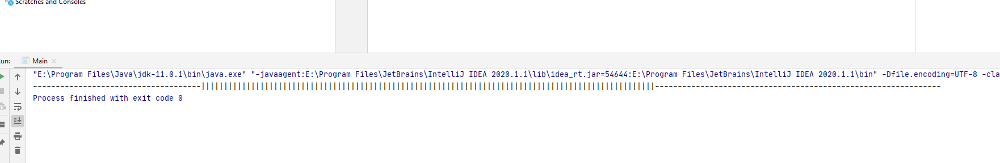 Scratches and Consoles
un:
Main
"E:\Program Files\Java\jdk-11.0.1\bin\java.exe" "-javaagent:E:\Program Files\JetBrains\IntelliJ IDEA 2020.1.1\lib\idea_rt.jar=54644:E:\Program Files\JetBrains\IntelliJ IDEA 2020.1.1\bin" -Dfile.encoding=UTF-8 -cla
-------------------------------------||||||||||||||||||||||||||||||||||||||||||||||||||||||||||||||||||||||||||||||||||||||||||||||||||||---------------------------------------------------------------
Process finished with exit code 0